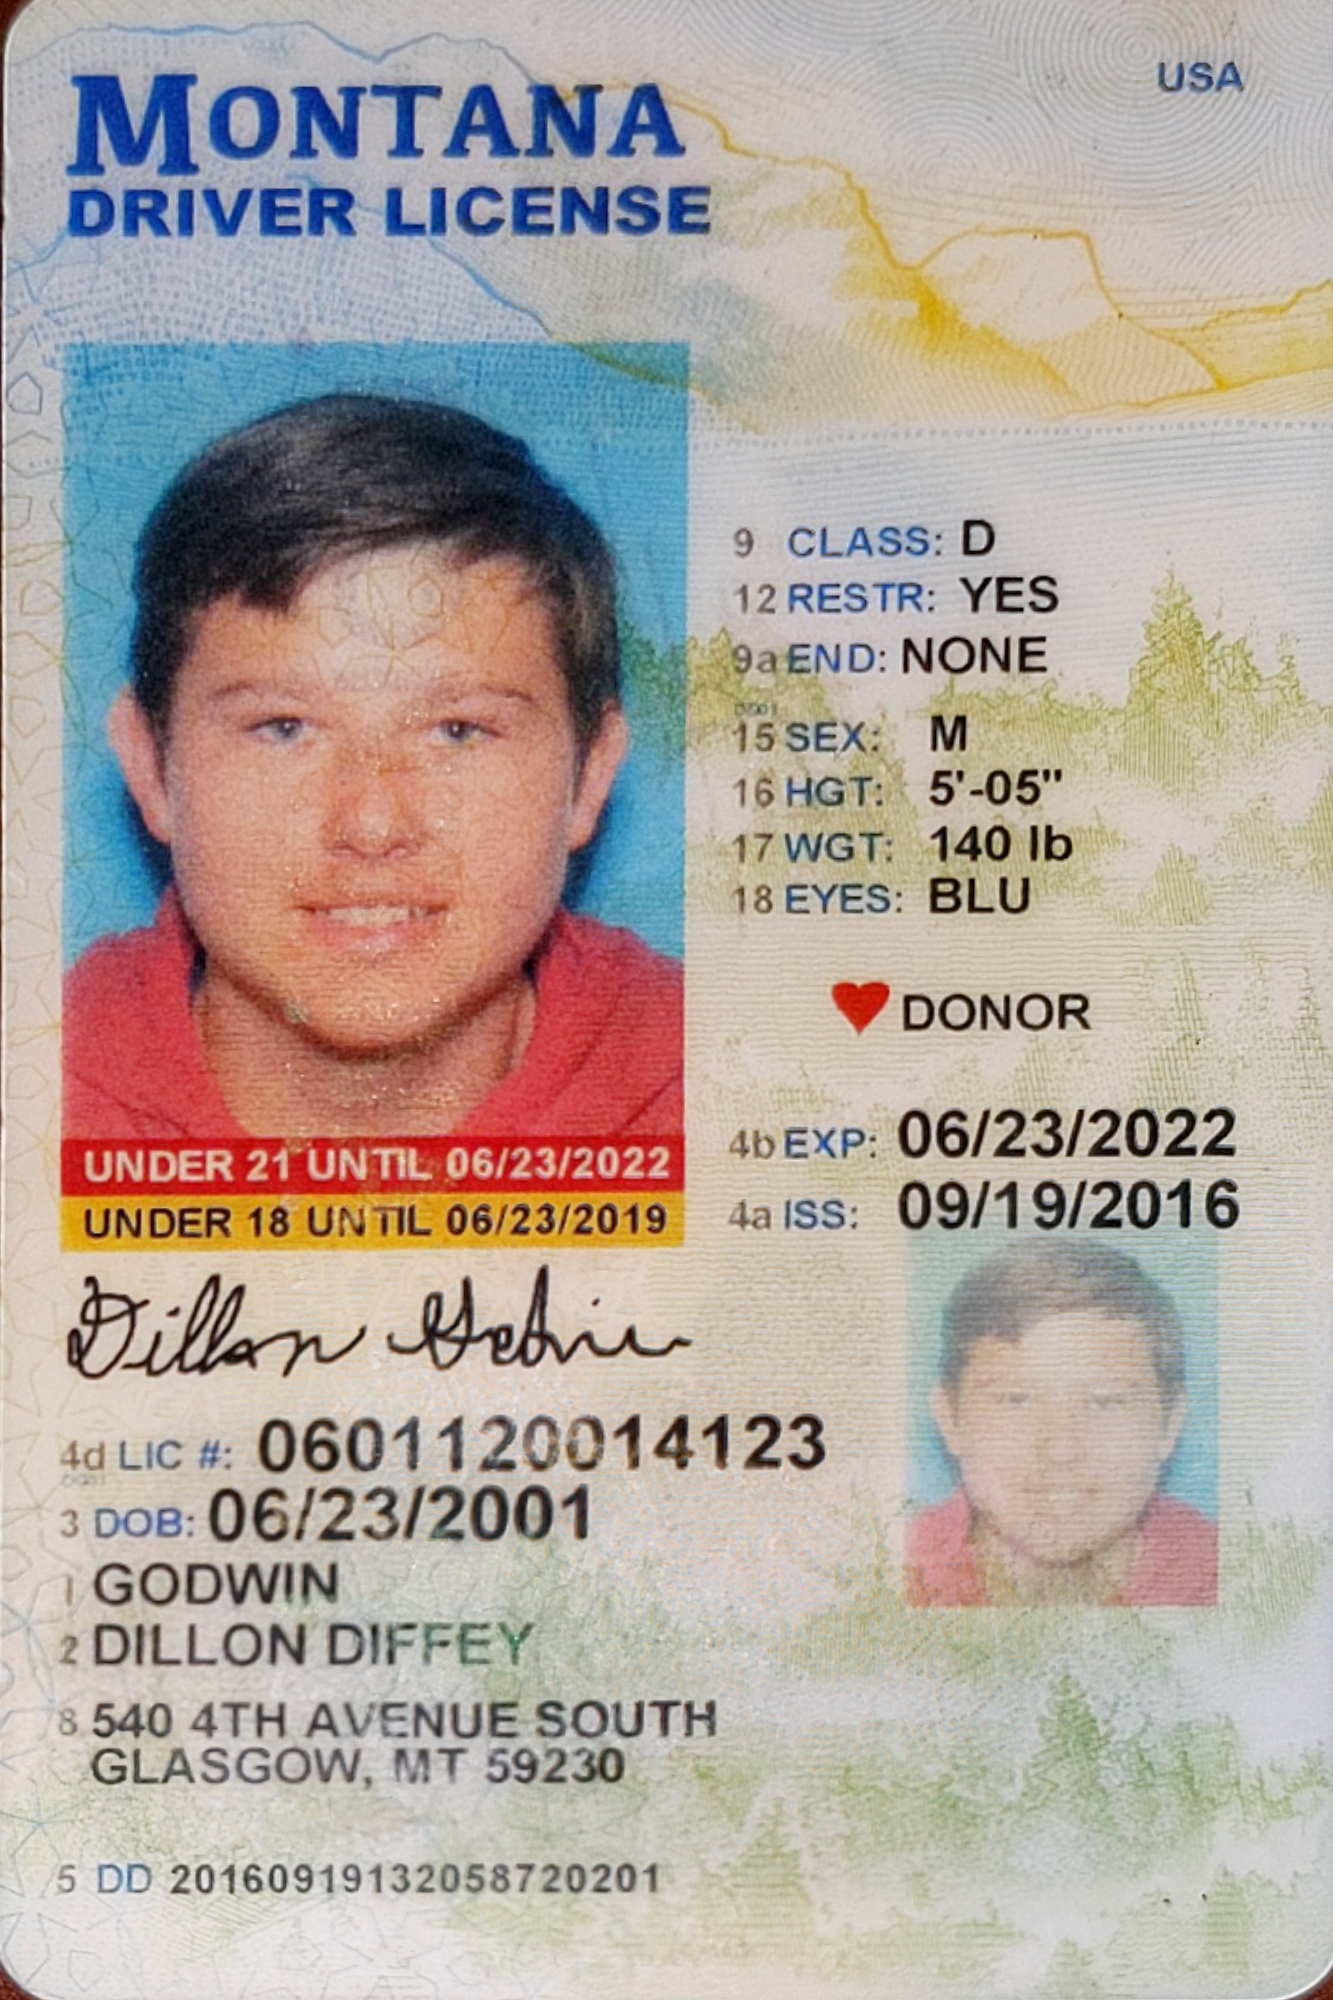 MONTANA
USA
DRIVER LICENSE
9 CLASS: D
12 RESTR: YES
9a END: NONE
15 SEX: M
16 HGT: 5'-05"
17 WGT: 140 lb
18 EYES: BLU
DONOR
4b EXP: 06/23/2022
4a ISS: 09/19/2016
UNDER 21 UNTIL 06/23/2022
UNDER 18 UNTIL 06/23/2019
Dillon
4d LIC #: 0601120014123
3 DOB: 06/23/2001
1 GODWIN
2 DILLON DIFFEY
8 540 4TH AVENUE SOUTH
GLASGOW, MT 59230
5 DD 20160919132058720201